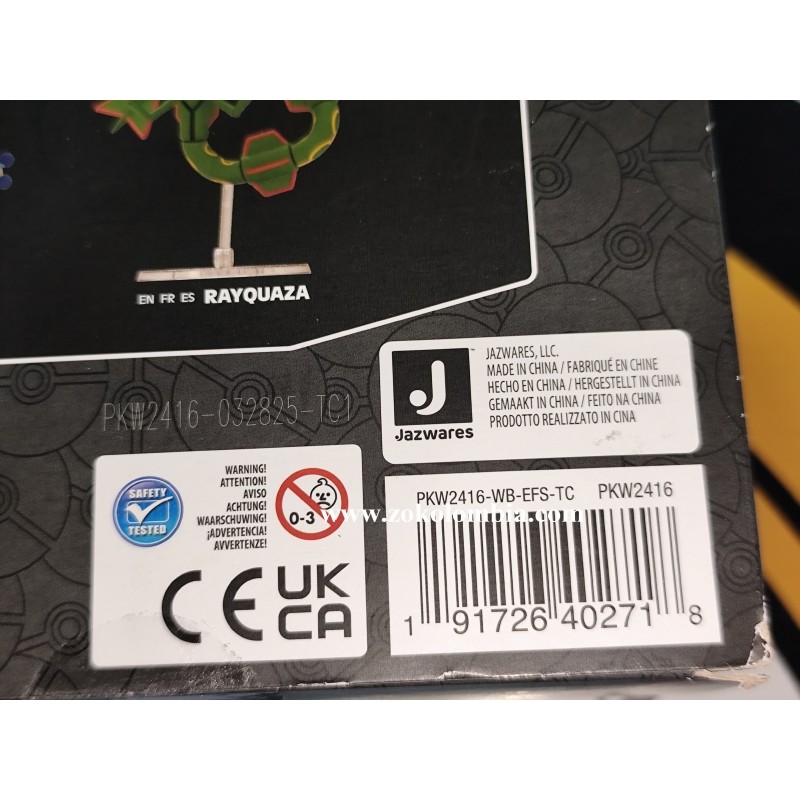 EN FR ES RAYQUAZA
PKW2416-032825-TC1
J
™
Jazwares
JAZWARES, LLC.
MADE IN CHINA / FABRIQUÉ EN CHINE
HECHO EN CHINA / HERGESTELLT IN CHINA
GEMAAKT IN CHINA / FEITO NA CHINA
PRODOTTO REALIZZATO IN CINA
SAFETY
TESTED
WARNING!
ATTENTION!
AVISO
ACHTUNG!
WAARSCHUWING!
¡ADVERTENCIA!
AVVERTENZE!
0-3
CE
UK
CA
PKW2416-WB-EFS-TC PKW2416
www.zokolombia.com
1 91726 40271 8